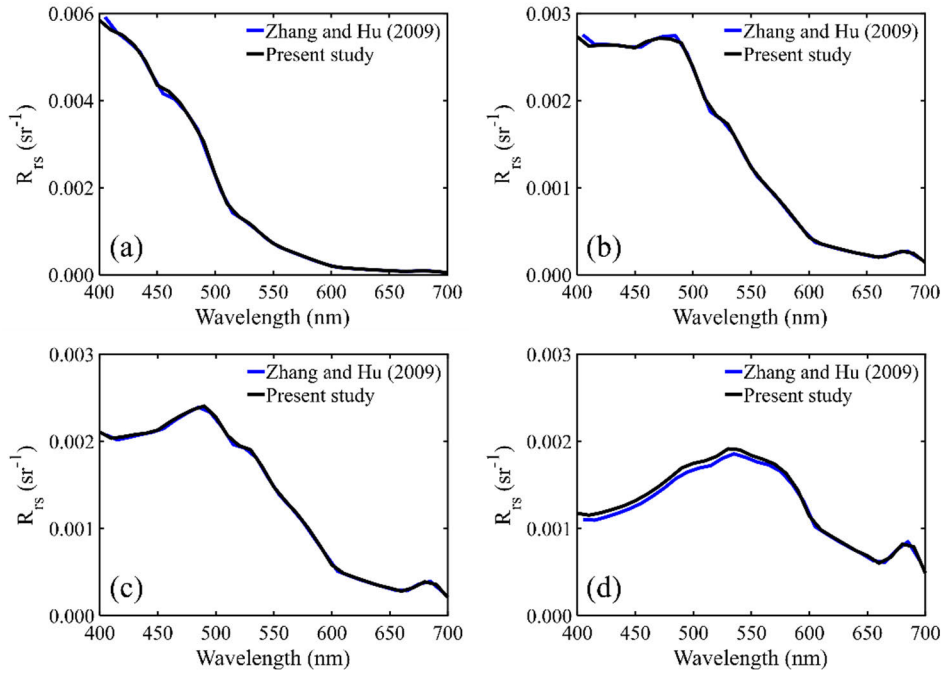 0.006
0.004
0.002
0.000
R_rs (sr⁻¹)
Zhang and Hu (2009)
Present study
(a)
400 450 500 550 600 650 700
Wavelength (nm)
0.003
0.002
0.001
0.000
R_rs (sr⁻¹)
Zhang and Hu (2009)
Present study
(b)
400 450 500 550 600 650 700
Wavelength (nm)
0.003
0.002
0.001
0.000
R_rs (sr⁻¹)
Zhang and Hu (2009)
Present study
(c)
400 450 500 550 600 650 700
Wavelength (nm)
0.003
0.002
0.001
0.000
R_rs (sr⁻¹)
Zhang and Hu (2009)
Present study
(d)
400 450 500 550 600 650 700
Wavelength (nm)